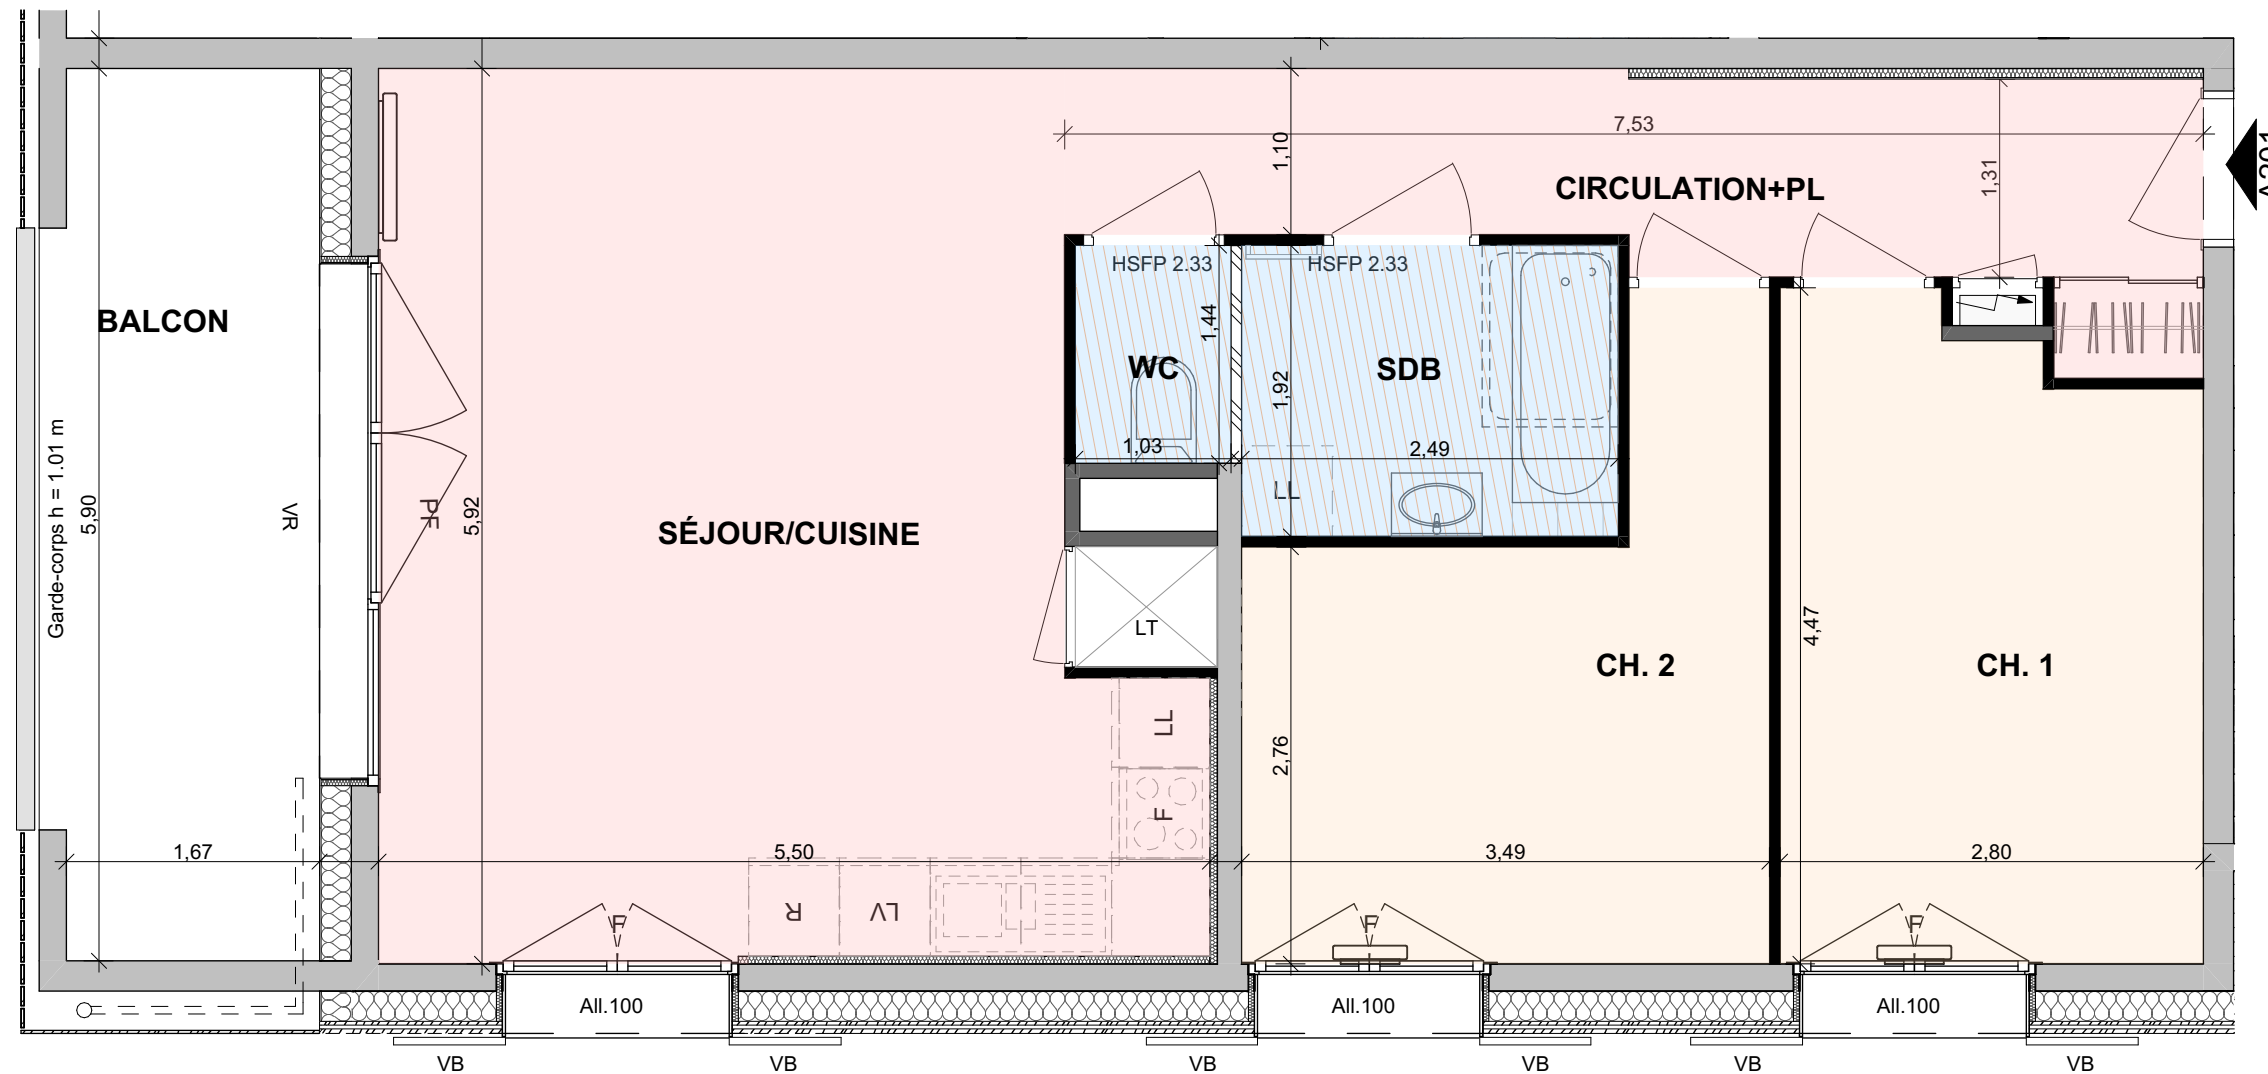 7,53
1,10
1,31
CIRCULATION+PL
HSFP 2.33
HSFP 2.33
BALCON
1,44
WC
SDB
1,92
1,03
2,49
LL
Garde-corps h = 1.01 m
5,90
VR
PF
5,92
SÉJOUR/CUISINE
LT
4,47
CH. 2
CH. 1
LL
2,76
F
1,67
5,50
3,49
2,80
R
LV
F
F
F
All.100
All.100
All.100
VB
VB
VB
VB
VB
VB